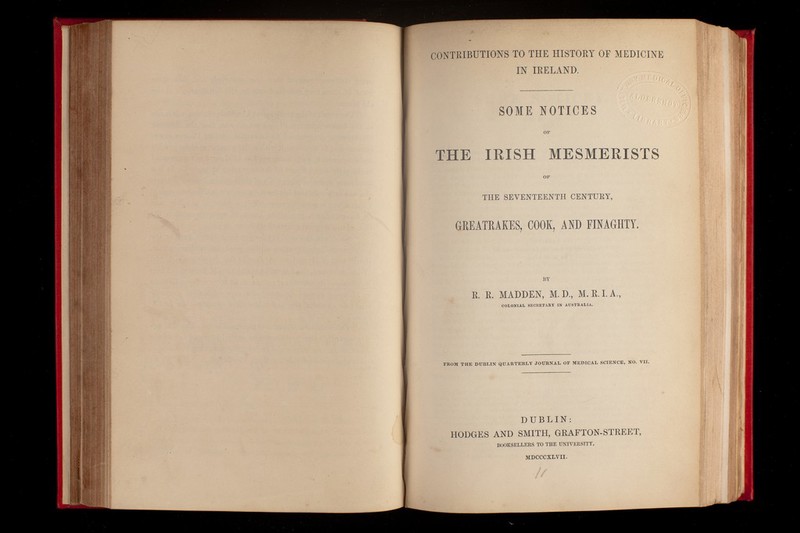 CONTRIBUTIONS TO THE HISTORY OF MEDICINE
IN IRELAND.
SOME NOTICES
OF
THE IRISH MESMERISTS
OF
THE SEVENTEENTH CENTURY,
GREATRAKES, COOK, AND FINAGHTY.
BY
R. R. MADDEN, M.D., M.R.I.A.,
COLONIAL SECRETARY IN AUSTRALIA.
FROM THE DUBLIN QUARTERLY JOURNAL OF MEDICAL SCIENCE, NO. VII.
DUBLIN:
HODGES AND SMITH, GRAFTON-STREET,
BOOKSELLERS TO THE UNIVERSITY.
MDCCCXLVII.